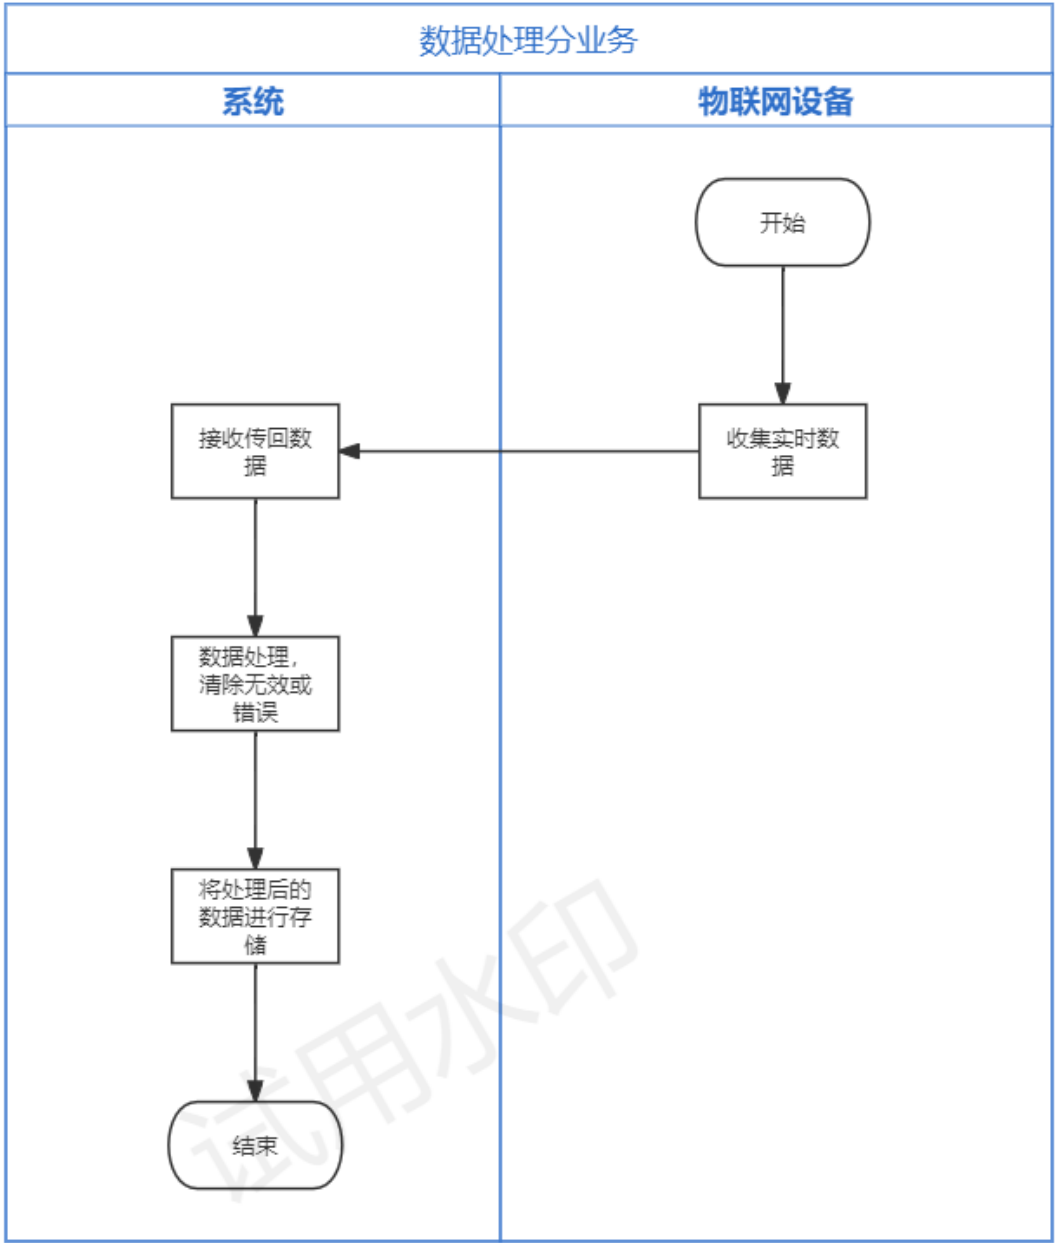 数据处理分业务
系统
物联网设备
开始
收集实时数
据
接收传回数
据
数据处理，
清除无效或
错误
将处理后的
数据进行存
储
结束
试用水印